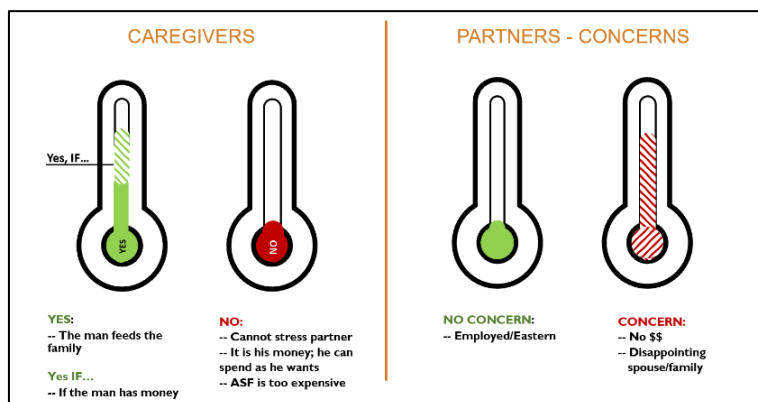 CAREGIVERS
Yes, IF...
YES
NO
YES:
-- The man feeds the
family
Yes IF...
-- If the man has money
NO:
-- Cannot stress partner
-- It is his money; he can
spend as he wants
-- ASF is too expensive
PARTNERS - CONCERNS
NO CONCERN:
-- Employed/Eastern
CONCERN:
-- No $$
-- Disappointing
spouse/family